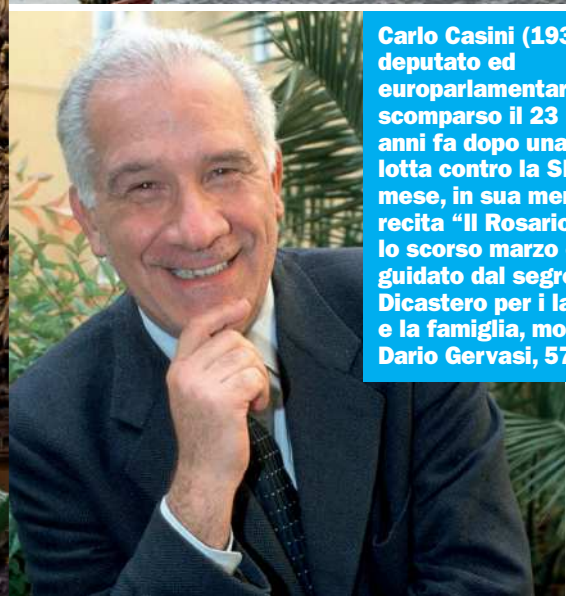 Carlo Casini (193
deputato ed
europarlamentar
scomparso il 23
anni fa dopo una
lotta contro la S
mese, in sua me
recita “Il Rosario
lo scorso marzo
guidato dal segre
Dicastero per i la
e la famiglia, mo
Dario Gervasi, 57